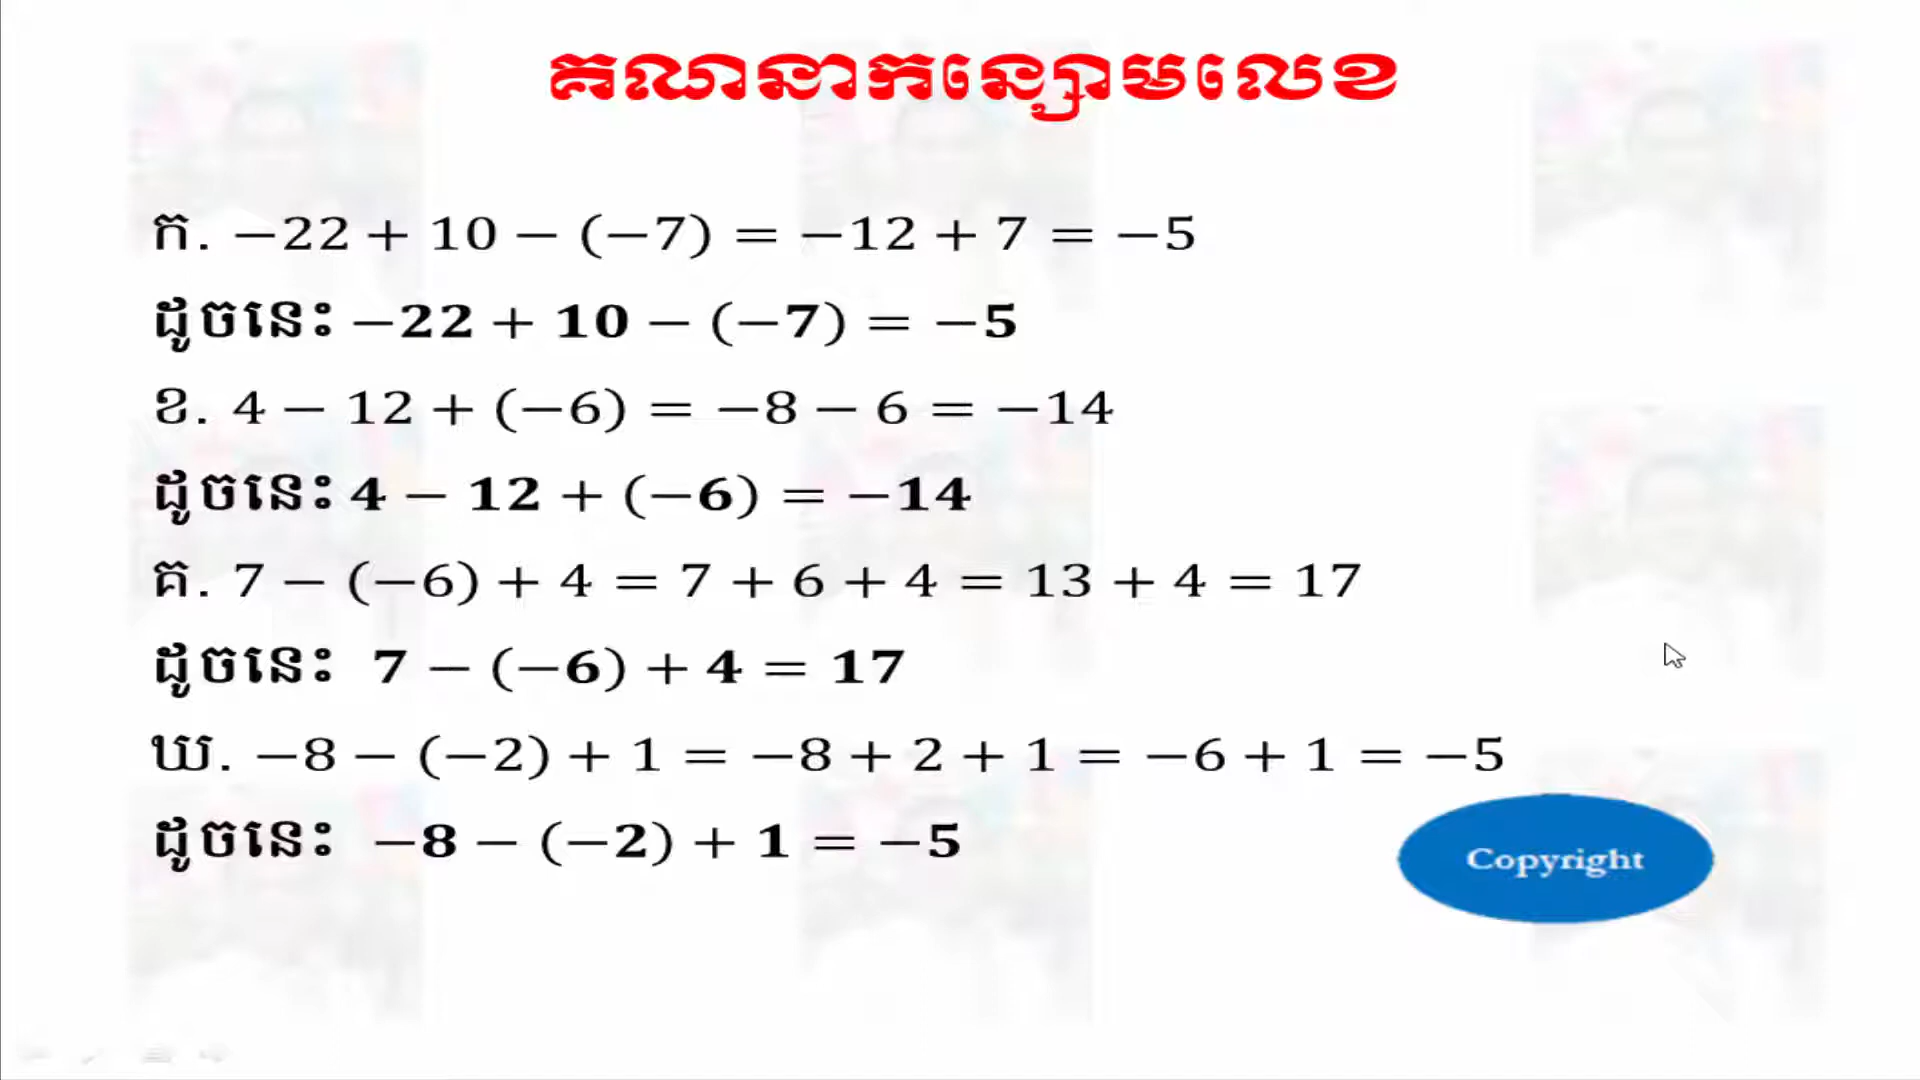 គណនាកន្សោមលេខ
ក. −22 + 10 − (−7) = −12 + 7 = −5
ដូចនេះ −22 + 10 − (−7) = −5
ខ. 4 − 12 + (−6) = −8 − 6 = −14
ដូចនេះ 4 − 12 + (−6) = −14
គ. 7 − (−6) + 4 = 7 + 6 + 4 = 13 + 4 = 17
ដូចនេះ 7 − (−6) + 4 = 17
ឃ. −8 − (−2) + 1 = −8 + 2 + 1 = −6 + 1 = −5
ដូចនេះ −8 − (−2) + 1 = −5
Copyright